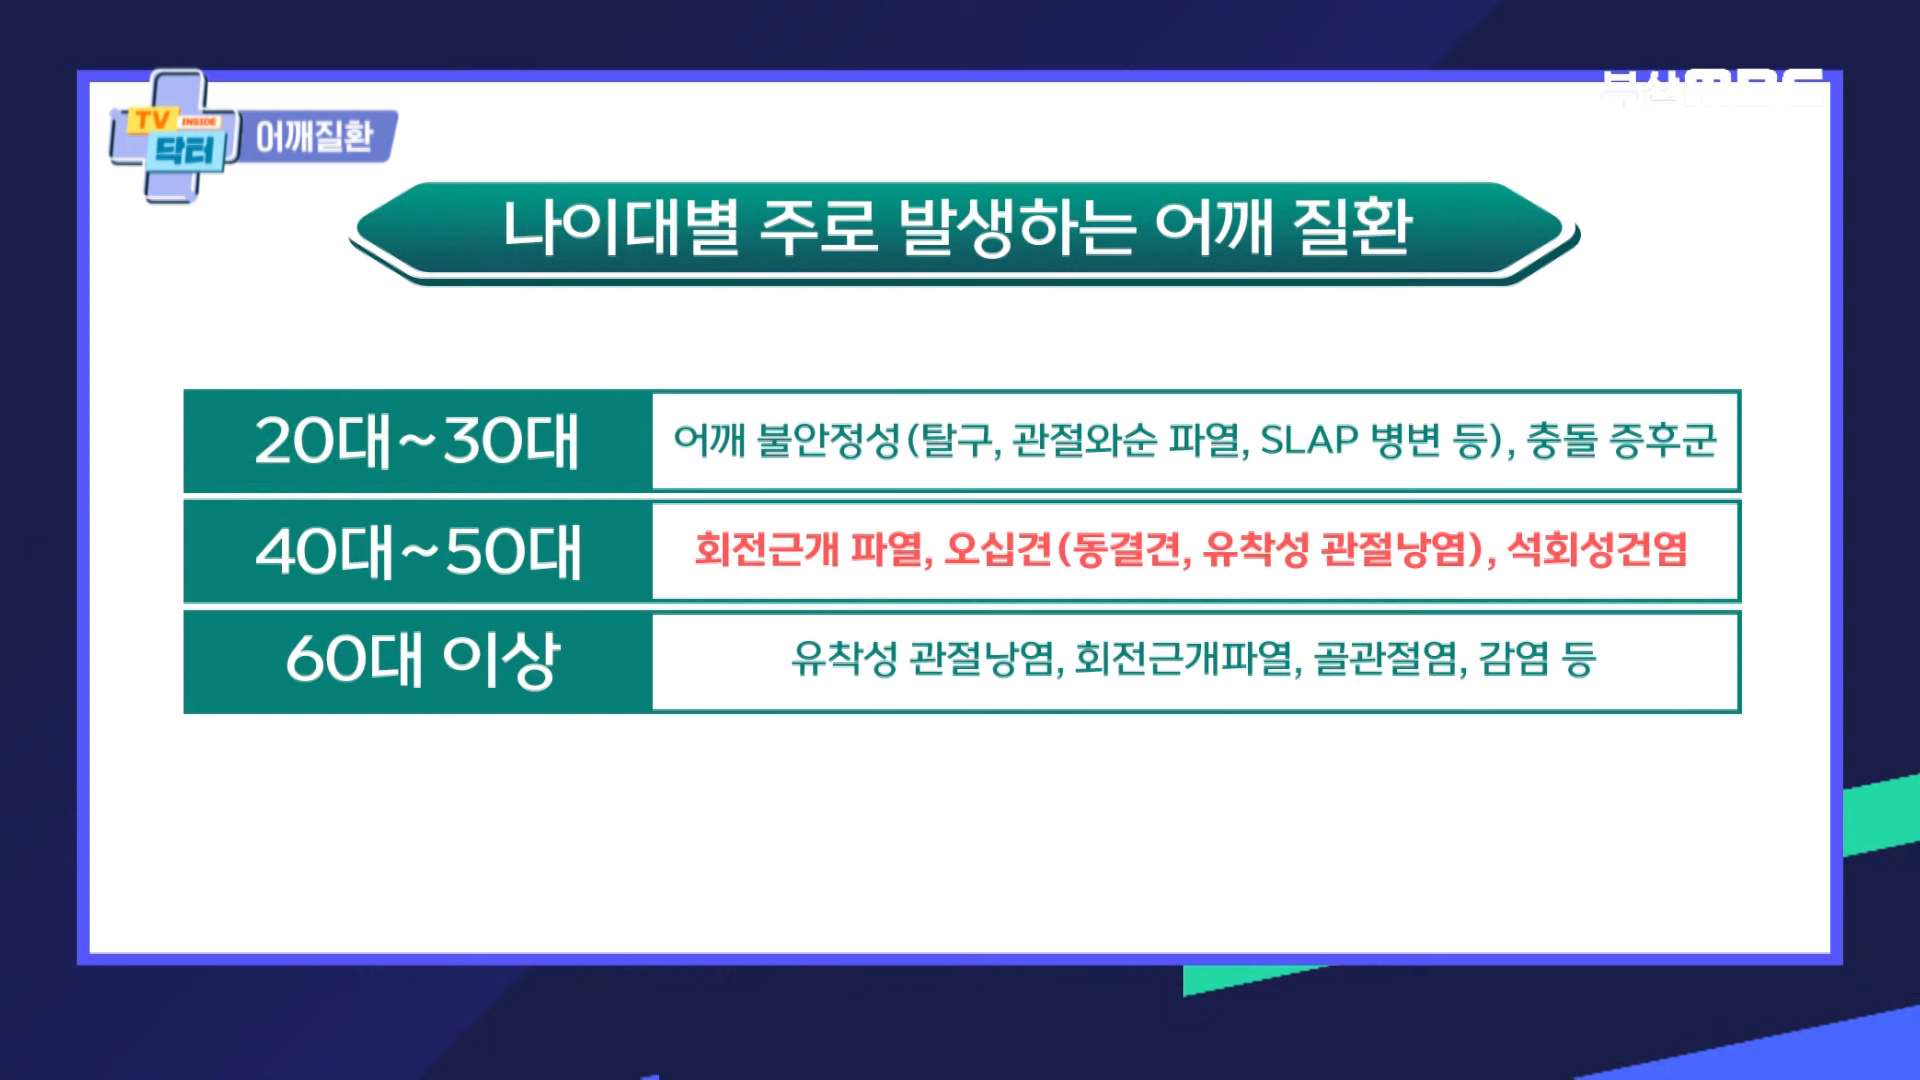 부산MBC
TV INSIDE
닥터
어깨질환
나이대별 주로 발생하는 어깨 질환
20대~30대 어깨 불안정성(탈구, 관절와순 파열, SLAP 병변 등), 충돌 증후군
40대~50대 회전근개 파열, 오십견(동결견, 유착성 관절낭염), 석회성건염
60대 이상 유착성 관절낭염, 회전근개파열, 골관절염, 감염 등